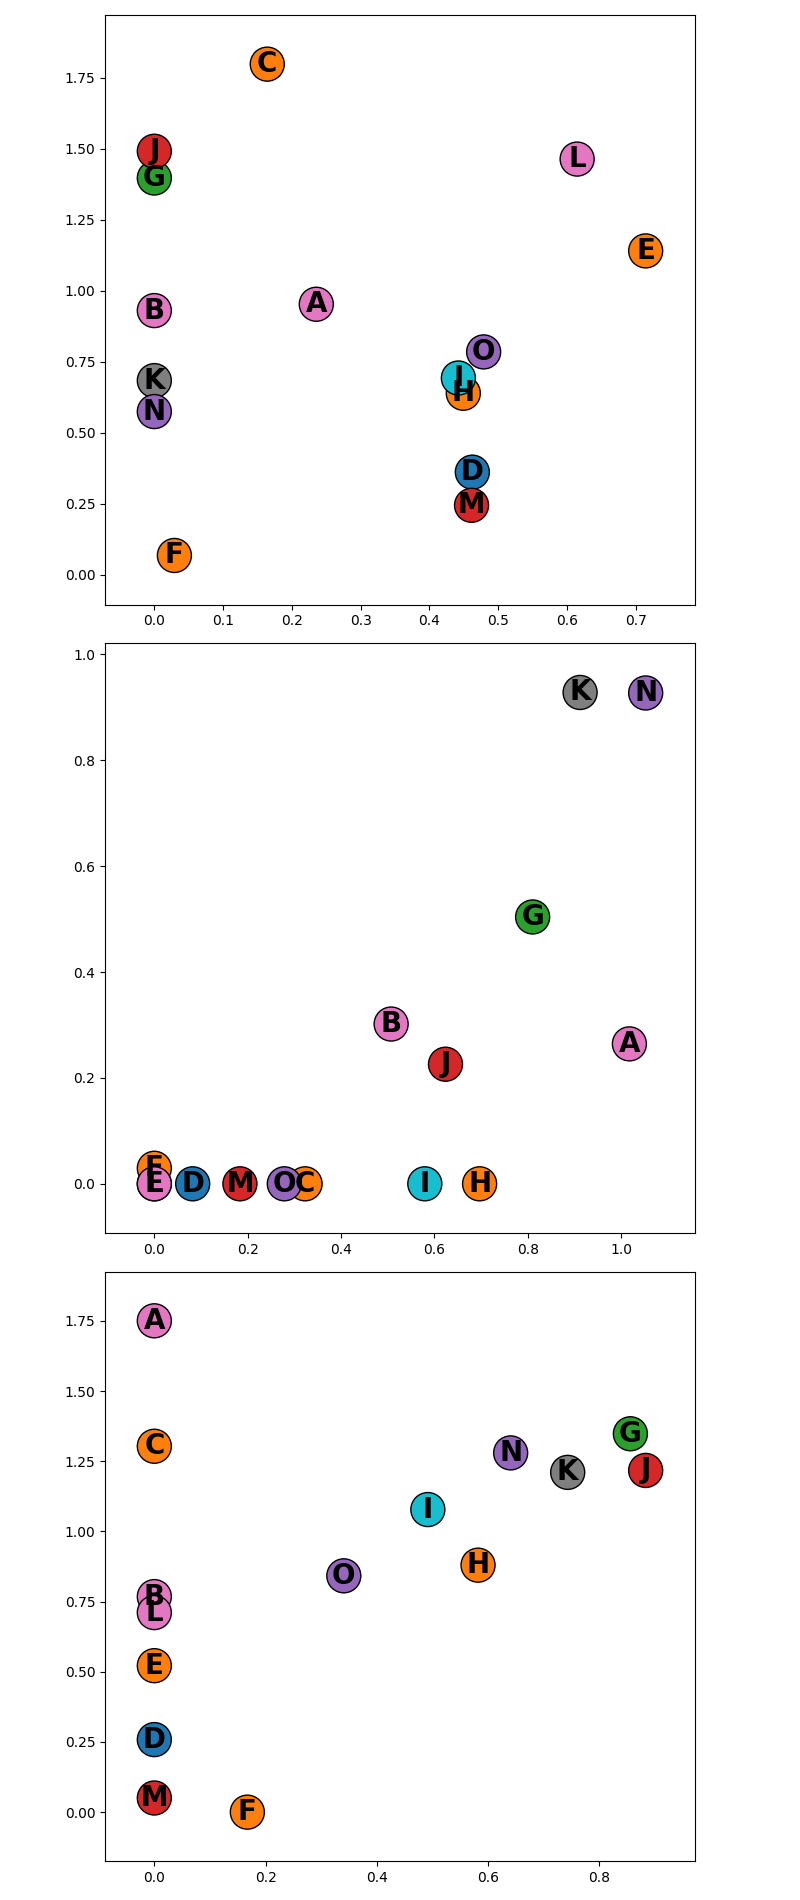 C
1.75
J
1.50
L
G
1.25
E
1.00
A
B
O
0.75
I
K
H
N
0.50
D
0.25
M
F
0.00
0.0 0.1 0.2 0.3 0.4 0.5 0.6 0.7
1.0
K N
0.8
0.6
G
0.4
B
A
0.2
J
F
0.0 E D M O C I H
0.0 0.2 0.4 0.6 0.8 1.0
1.75 A
1.50
G
C
N
1.25
K J
I
1.00
H
O
0.75 B
L
0.50 E
0.25 D
M
0.00 F
0.0 0.2 0.4 0.6 0.8